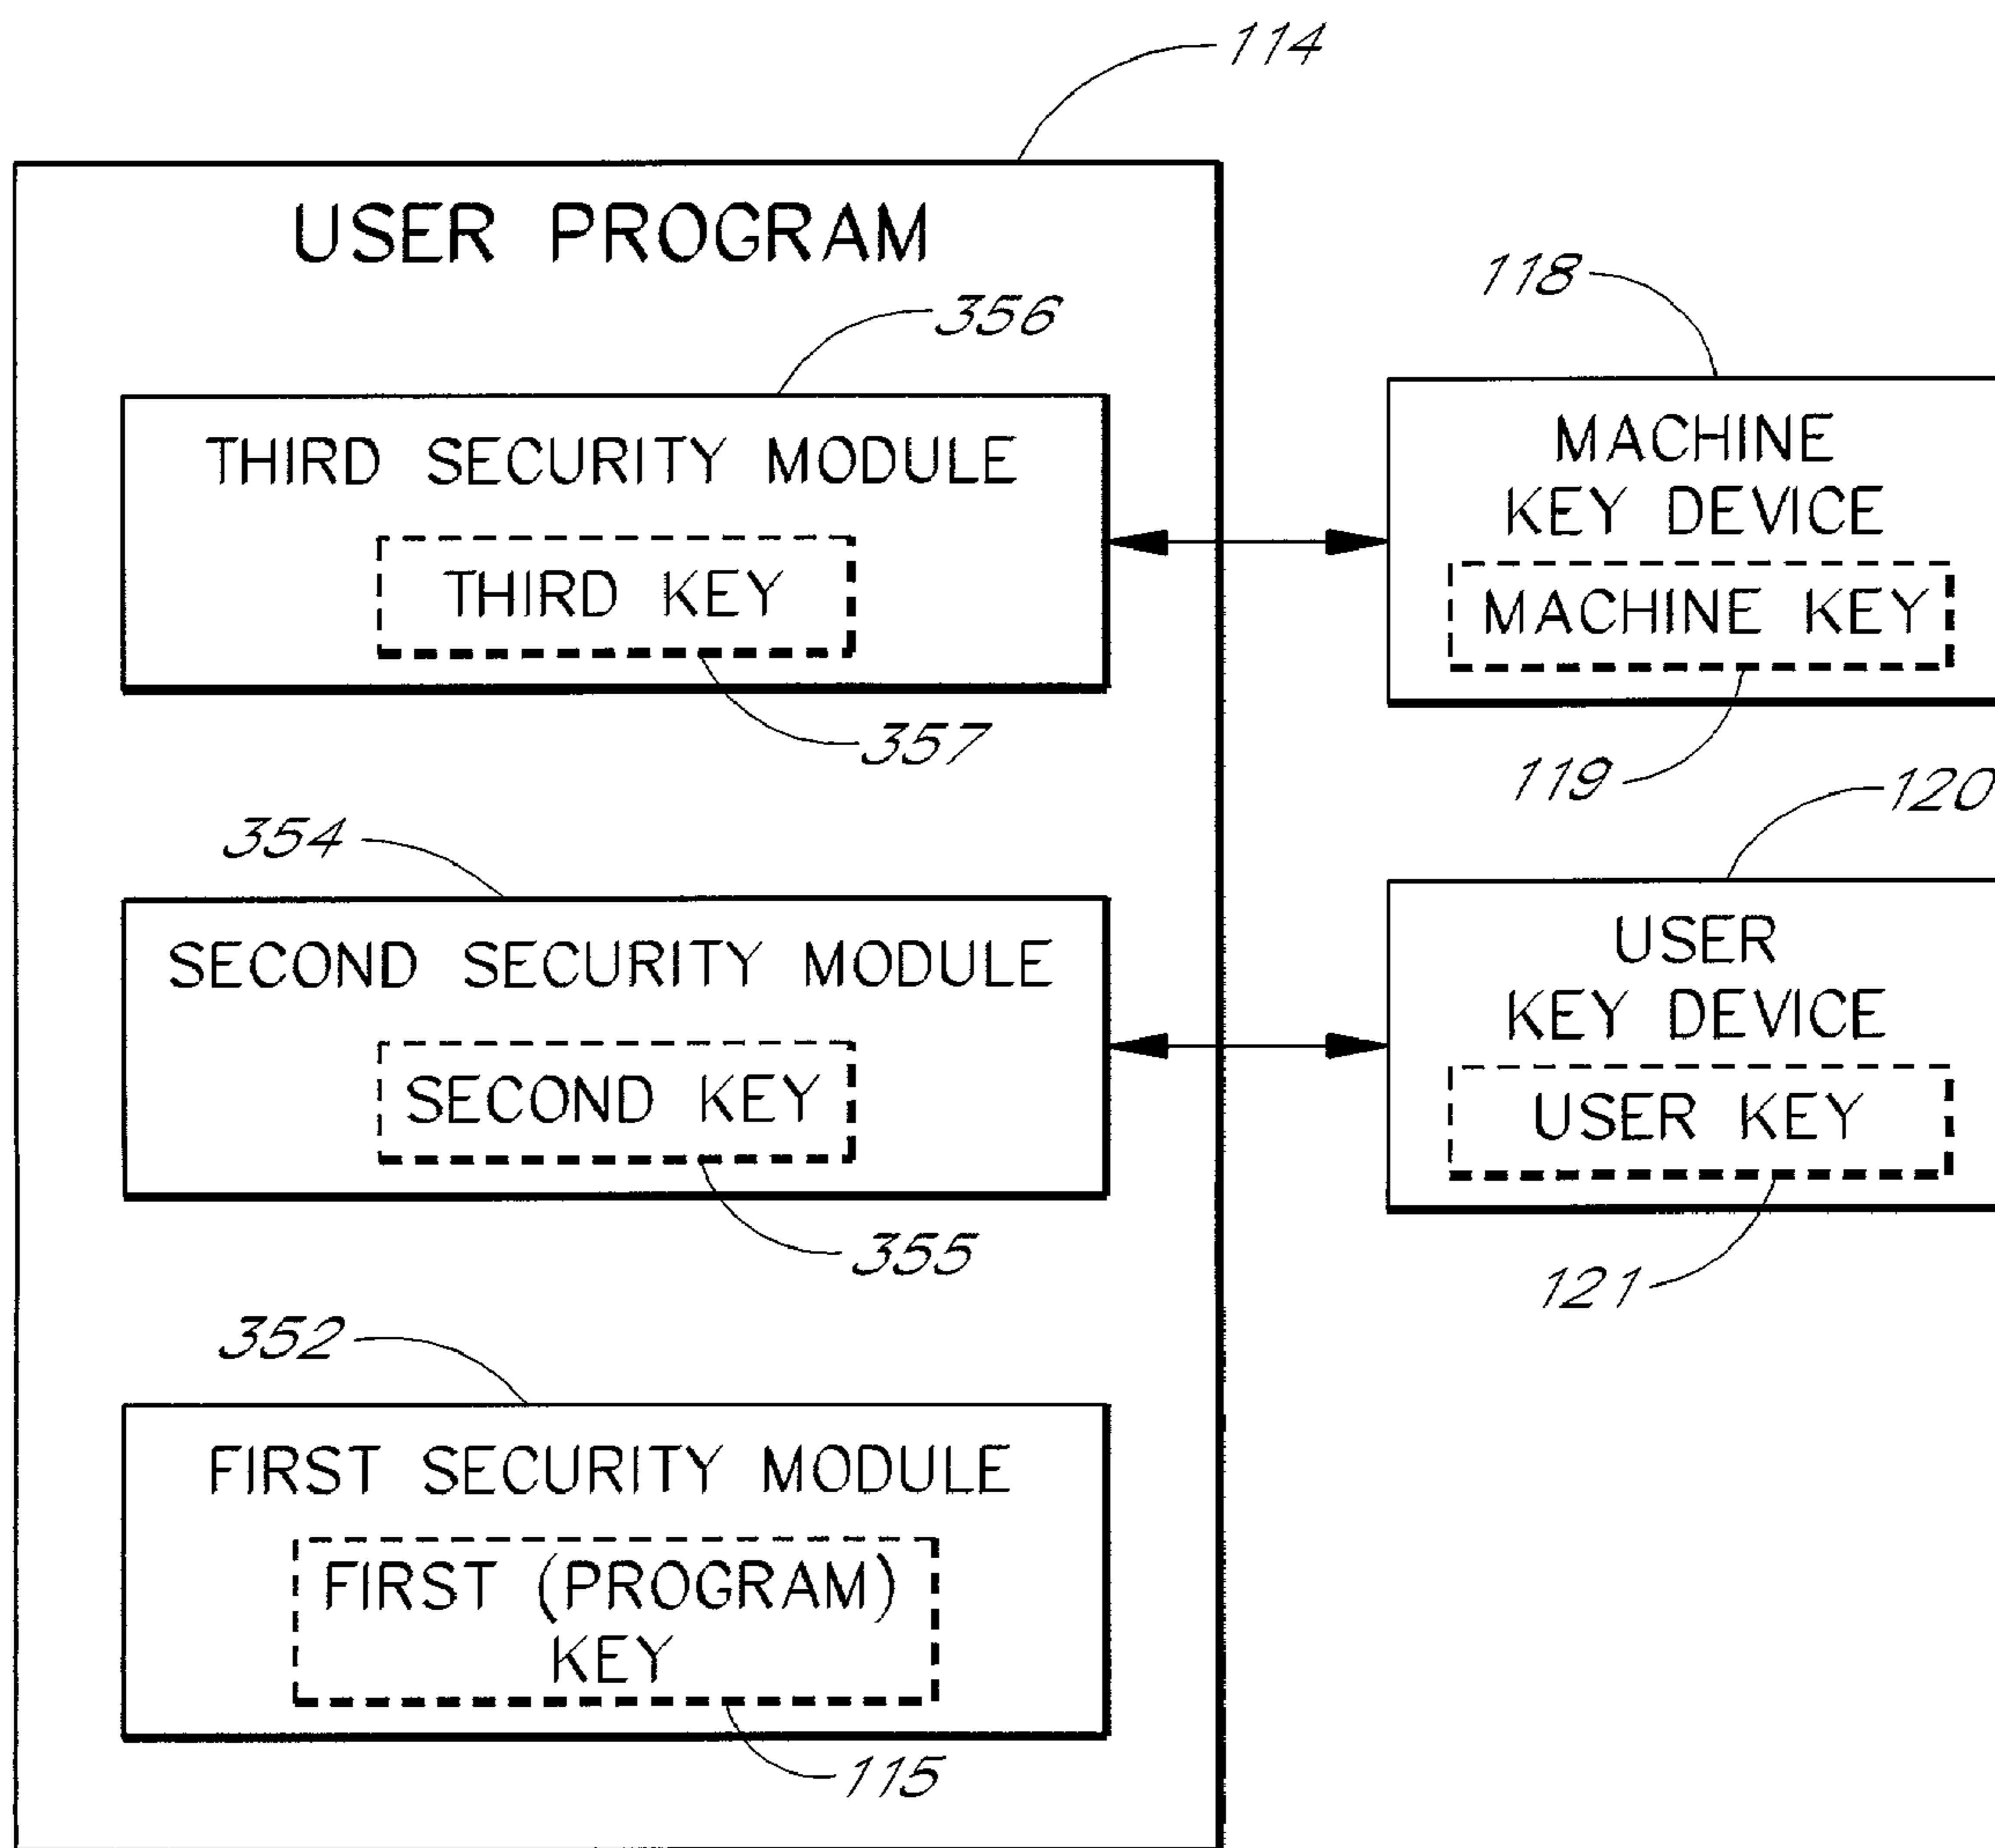 114
USER PROGRAM
356
THIRD SECURITY MODULE
THIRD KEY
357
118
MACHINE
KEY DEVICE
MACHINE KEY
119
354
SECOND SECURITY MODULE
SECOND KEY
355
120
USER
KEY DEVICE
USER KEY
121
352
FIRST SECURITY MODULE
FIRST (PROGRAM)
KEY
115